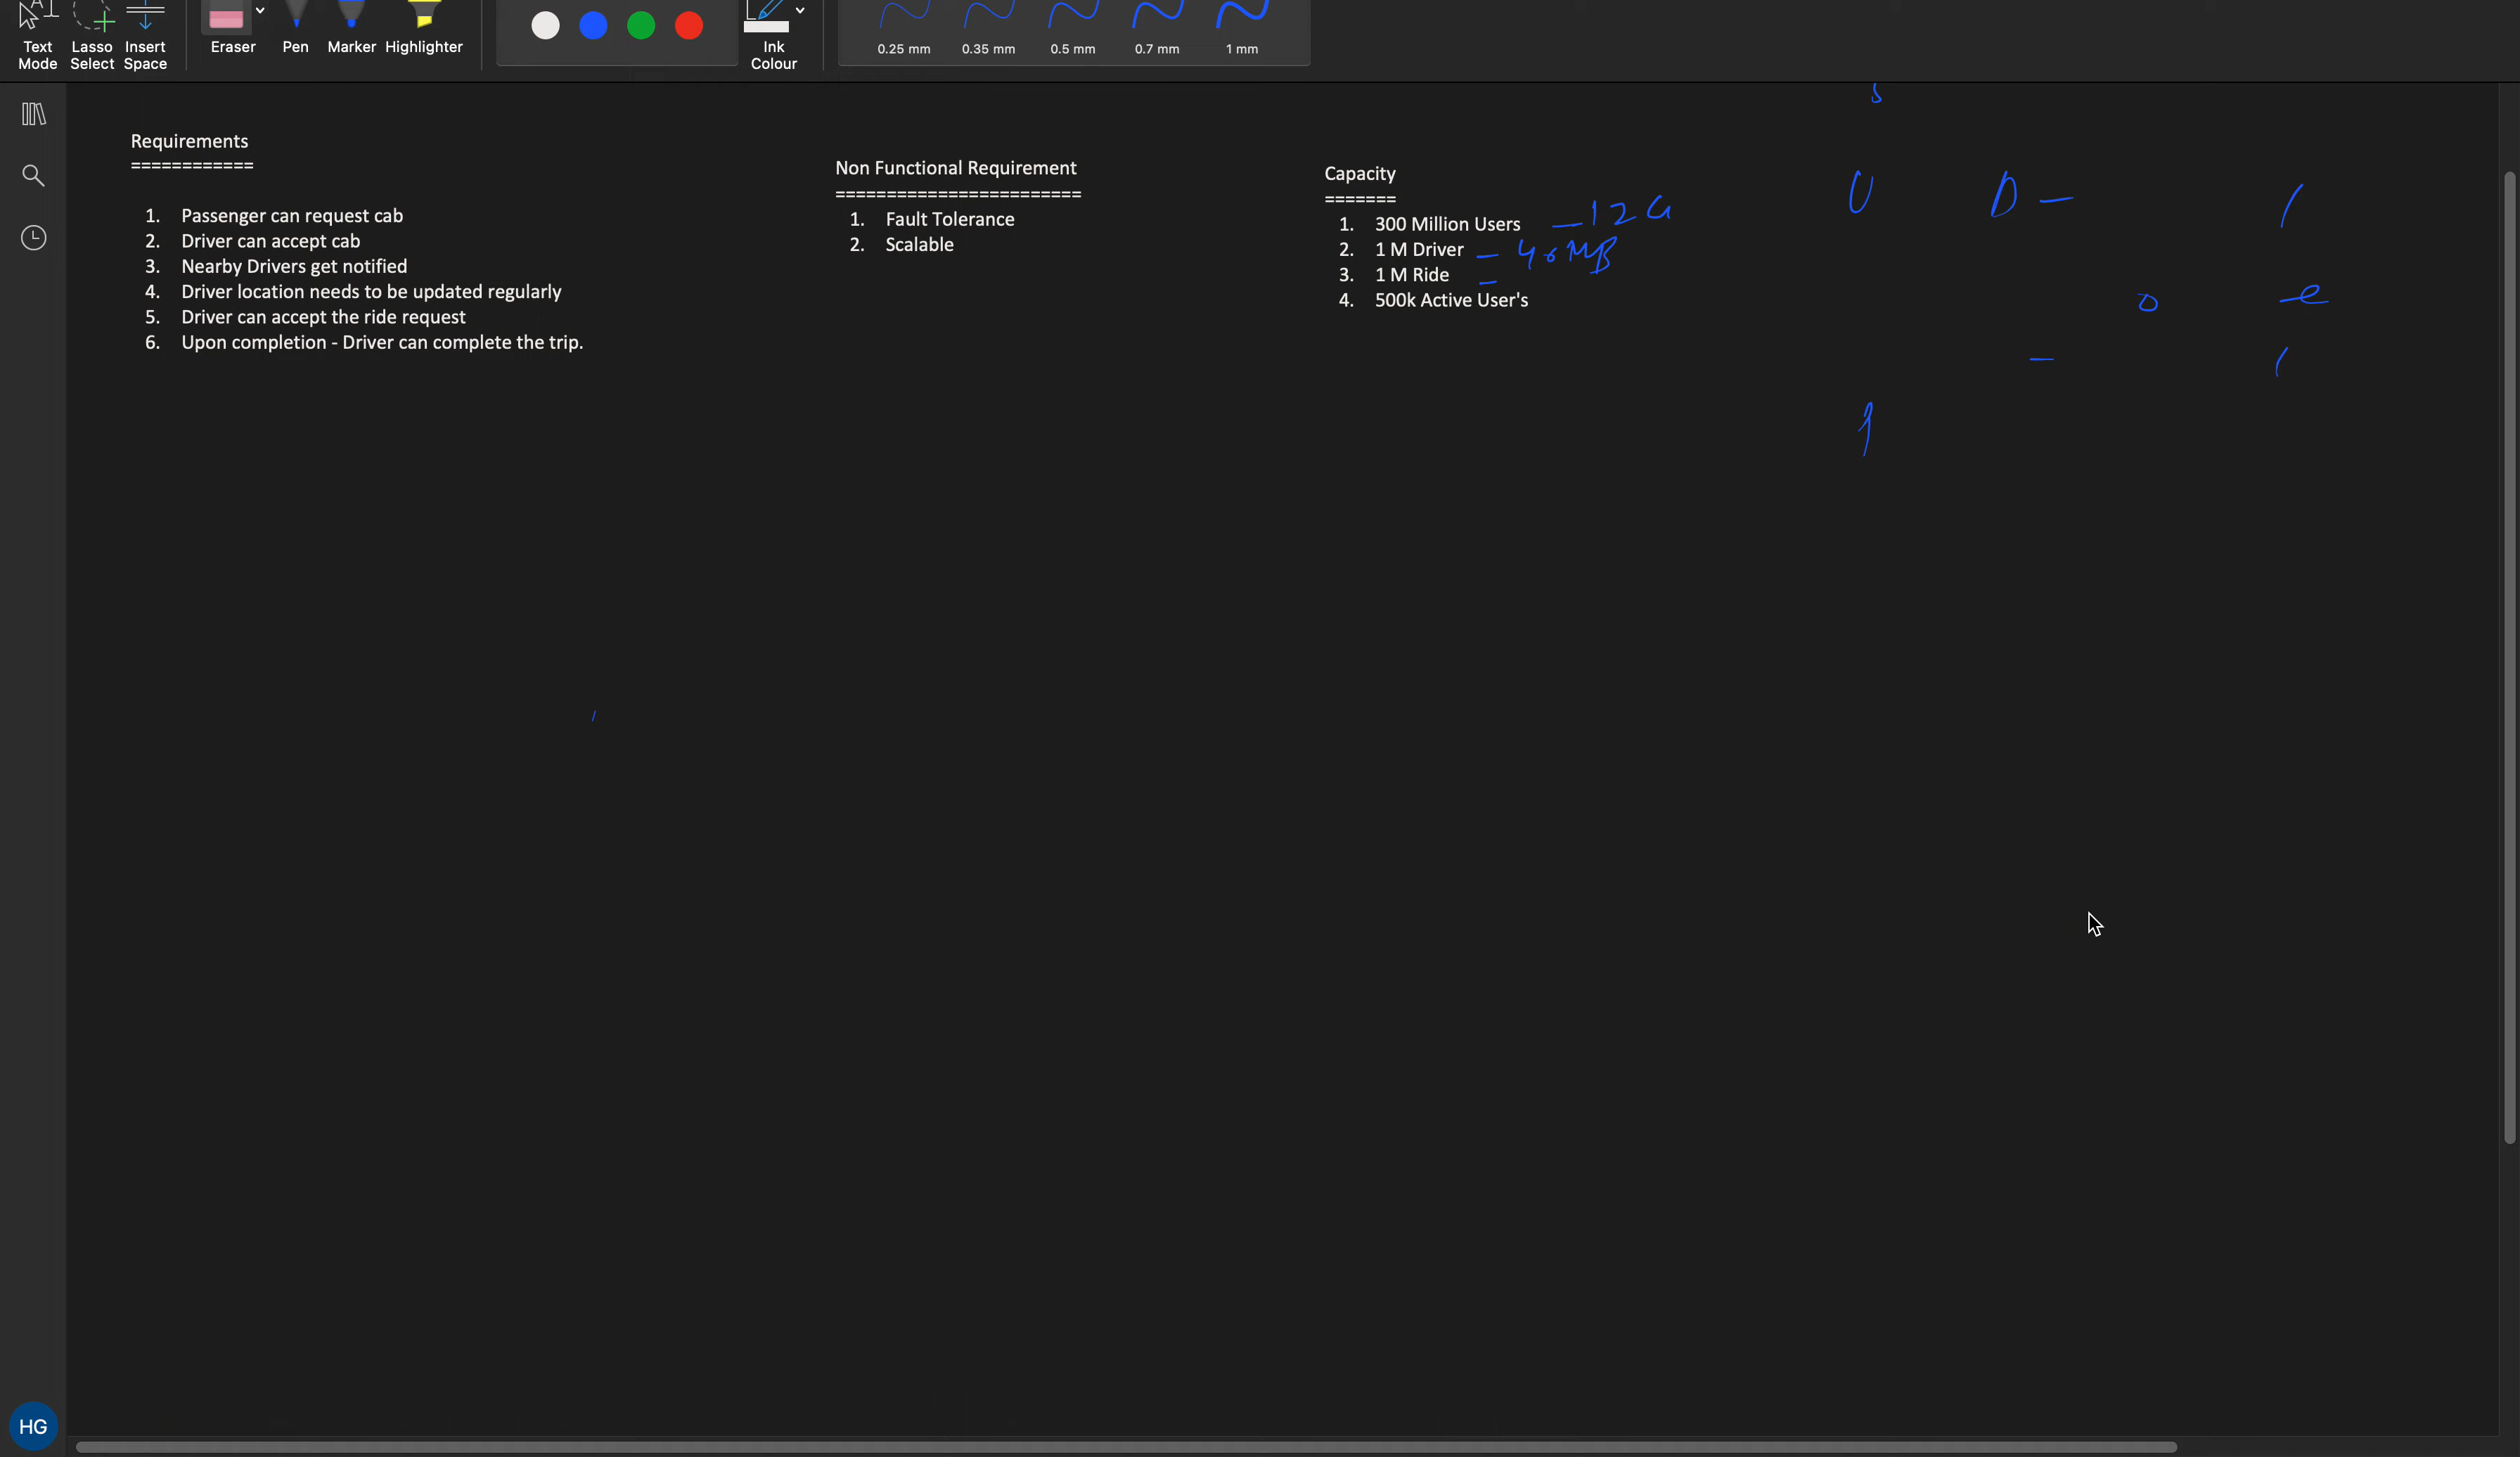 Text Mode
Lasso Select
Insert Space
Eraser
Pen
Marker
Highlighter
Ink Colour
0.25 mm
0.35 mm
0.5 mm
0.7 mm
1 mm
Requirements
============
1. Passenger can request cab
2. Driver can accept cab
3. Nearby Drivers get notified
4. Driver location needs to be updated regularly
5. Driver can accept the ride request
6. Upon completion - Driver can complete the trip.
Non Functional Requirement
========================
1. Fault Tolerance
2. Scalable
Capacity
=======
1. 300 Million Users – 12 G
2. 1 M Driver – 40 MB
3. 1 M Ride –
4. 500k Active User's
U D –
HG